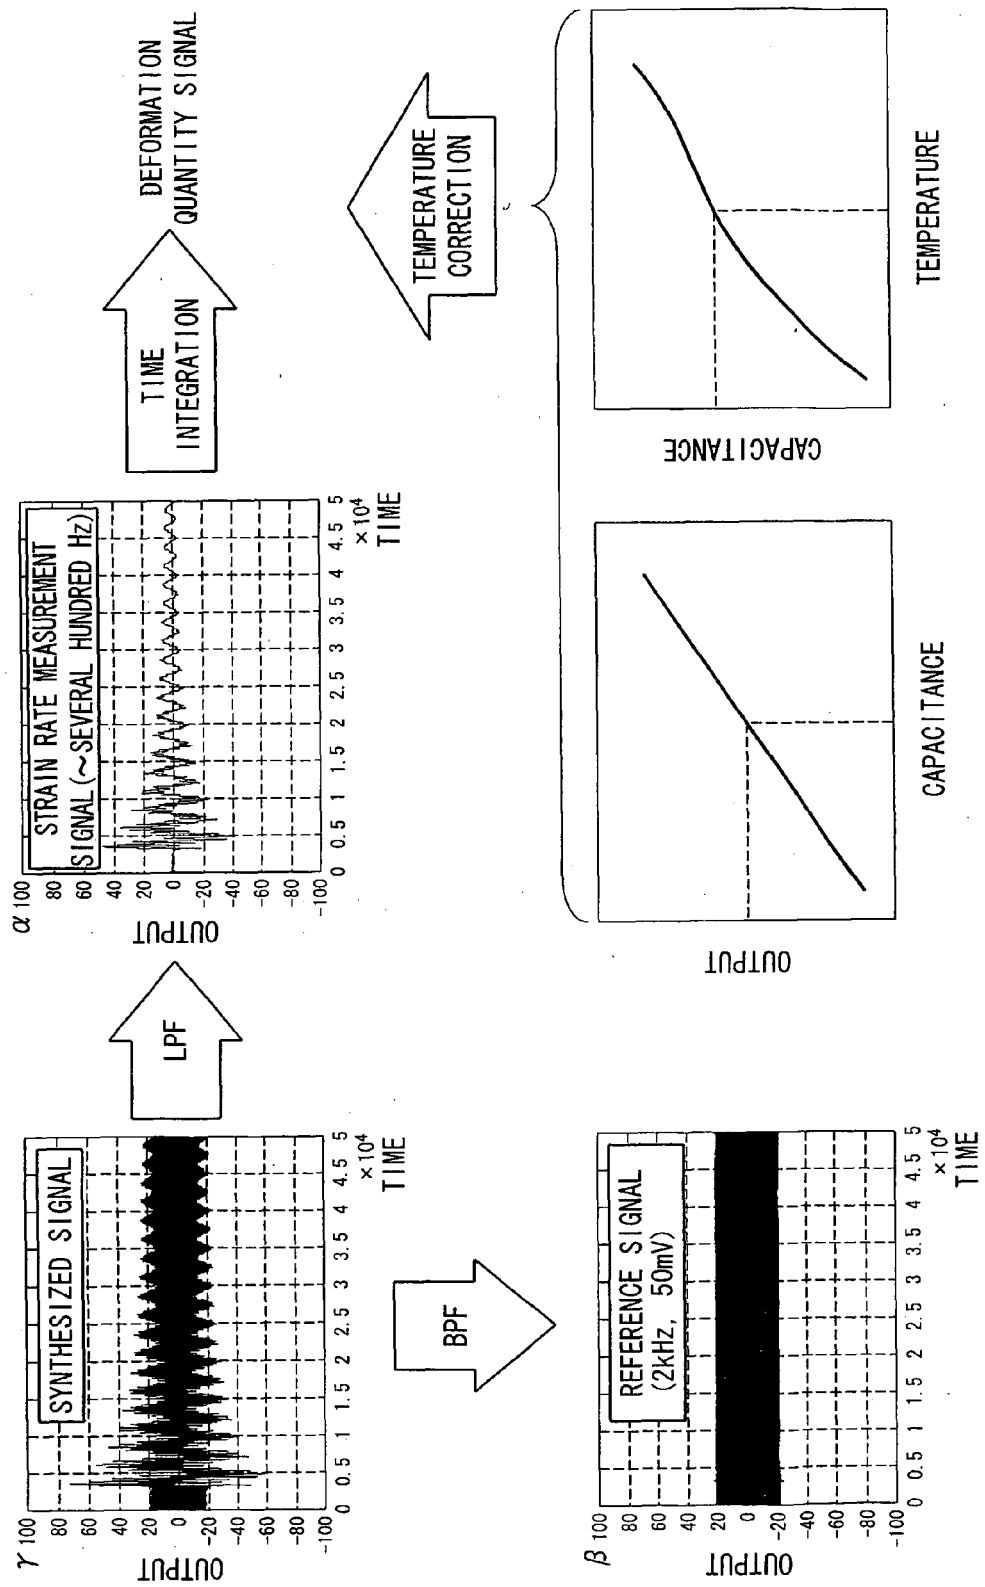 γ
100
80
60
40
20
0
-20
-40
-60
-80
-100
OUTPUT
SYNTHESIZED SIGNAL
0 0.5 1 1.5 2 2.5 3 3.5 4 4.5 5
×10⁴
TIME
LPF
α
100
80
60
40
20
0
-20
-40
-60
-80
-100
OUTPUT
STRAIN RATE MEASUREMENT
SIGNAL(~SEVERAL HUNDRED Hz)
0 0.5 1 1.5 2 2.5 3 3.5 4 4.5 5
×10⁴
TIME
TIME
INTEGRATION
DEFORMATION
QUANTITY SIGNAL
BPF
β
100
80
60
40
20
0
-20
-40
-60
-80
-100
OUTPUT
REFERENCE SIGNAL
(2kHz, 50mV)
0 0.5 1 1.5 2 2.5 3 3.5 4 4.5 5
×10⁴
TIME
OUTPUT
CAPACITANCE
CAPACITANCE
TEMPERATURE
TEMPERATURE
CORRECTION